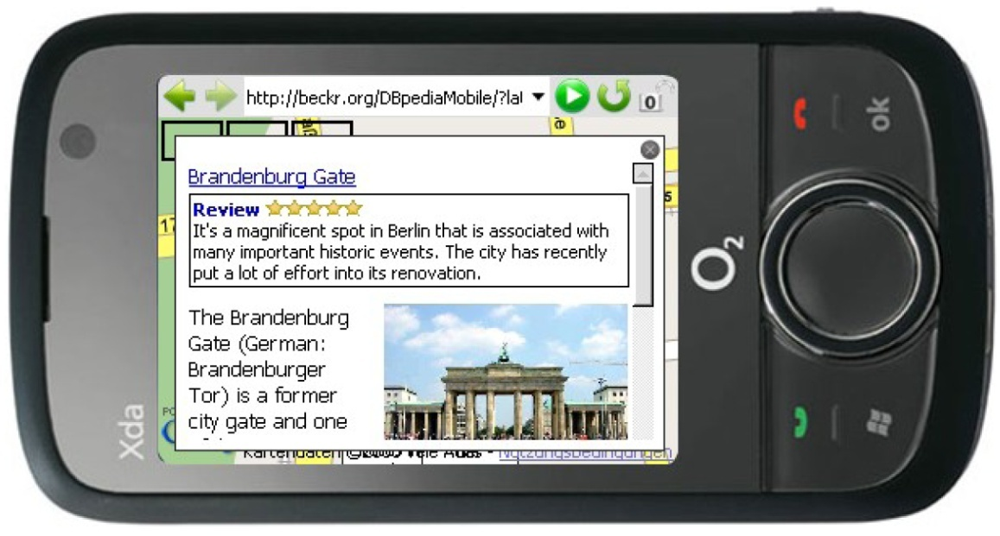 http://beckr.org/DBpediaMobile/?la
[0]
Brandenburg Gate
Review
It's a magnificent spot in Berlin that is associated with
many important historic events. The city has recently
put a lot of effort into its renovation.
The Brandenburg
Gate (German:
Brandenburger
Tor) is a former
city gate and one
17
5
Kartendaten Tele Atlas - Nutzungsbedingungen
Xda
O2
ok